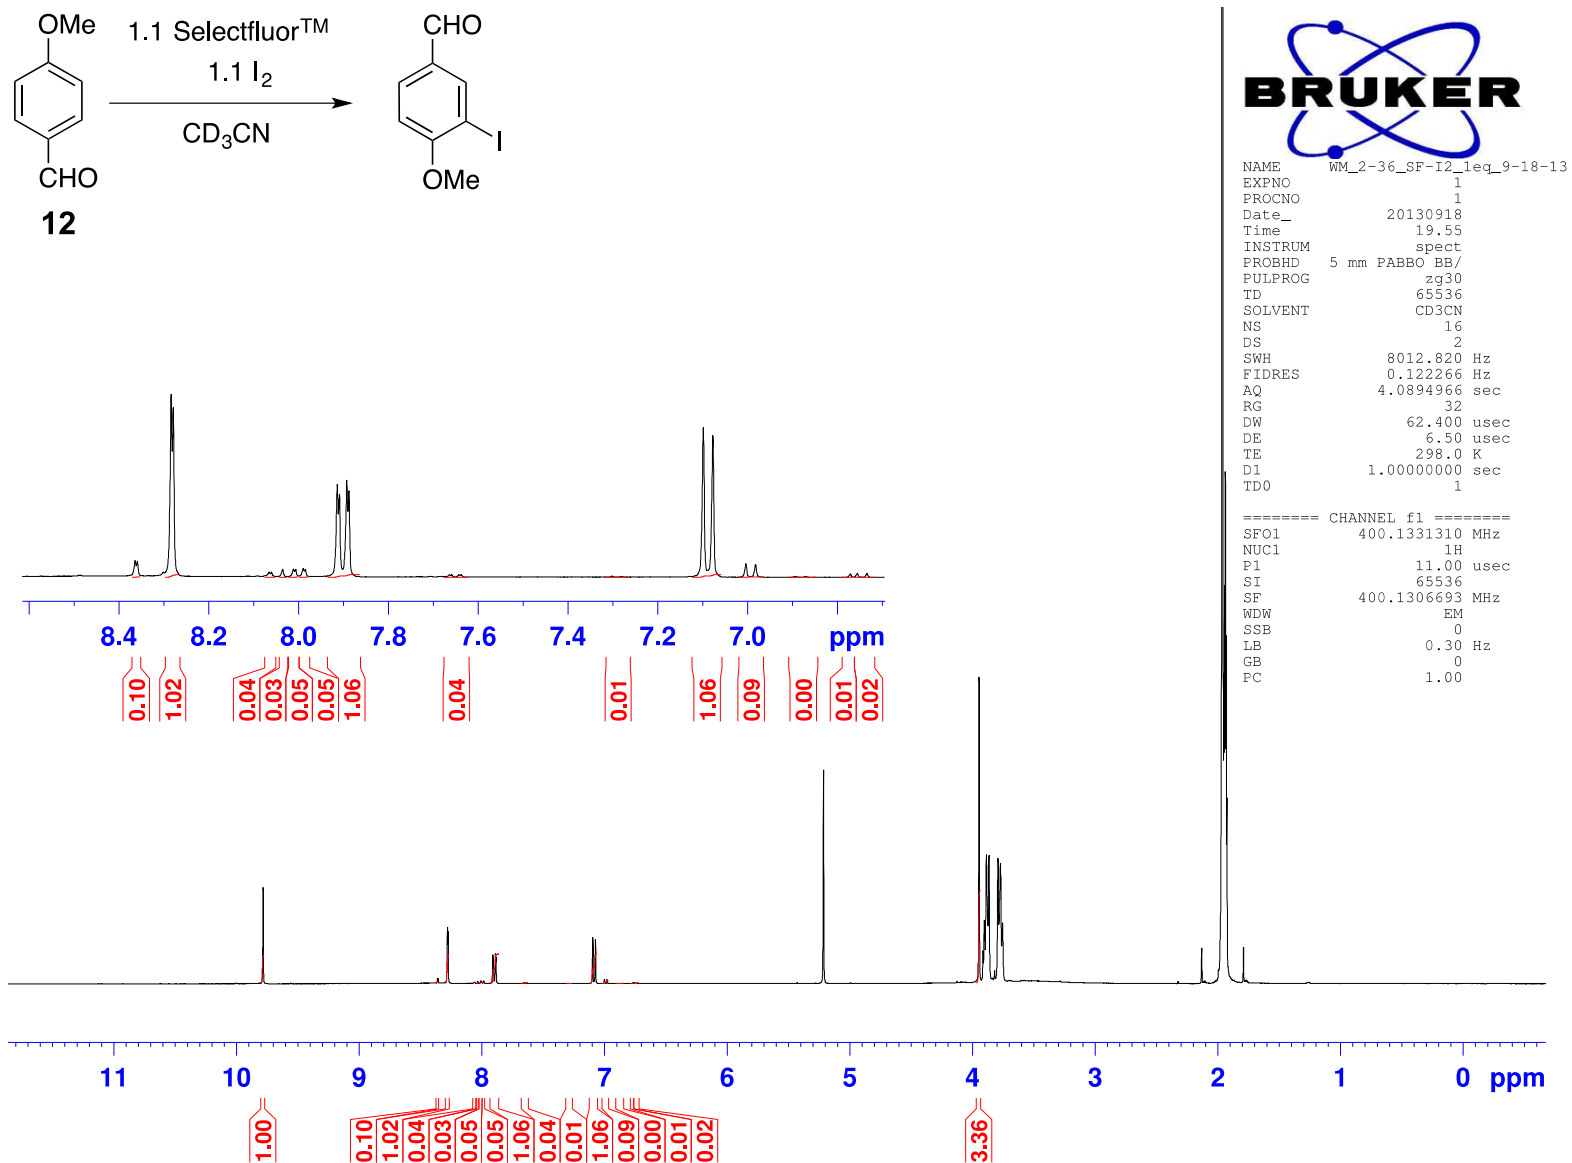 OMe
1.1 Selectfluor™
1.1 I2
CD3CN
CHO
12
CHO
I
OMe
BRUKER
NAME WM_2-36_SF-I2_1eq_9-18-13
EXPNO 1
PROCNO 1
Date_ 20130918
Time 19.55
INSTRUM spect
PROBHD 5 mm PABBO BB/
PULPROG zg30
TD 65536
SOLVENT CD3CN
NS 16
DS 2
SWH 8012.820 Hz
FIDRES 0.122266 Hz
AQ 4.0894966 sec
RG 32
DW 62.400 usec
DE 6.50 usec
TE 298.0 K
D1 1.00000000 sec
TD0 1
======== CHANNEL f1 ========
SFO1 400.1331310 MHz
NUC1 1H
P1 11.00 usec
SI 65536
SF 400.1306693 MHz
WDW EM
SSB 0
LB 0.30 Hz
GB 0
PC 1.00
8.4 8.2 8.0 7.8 7.6 7.4 7.2 7.0 ppm
0.10 1.02 0.04 0.03 0.05 0.05 1.06 0.04 0.01 1.06 0.09 0.00 0.01 0.02
11 10 9 8 7 6 5 4 3 2 1 0 ppm
1.00 0.10 1.02 0.04 0.03 0.05 0.05 1.06 0.04 0.01 1.06 0.09 0.00 0.01 0.02 3.36